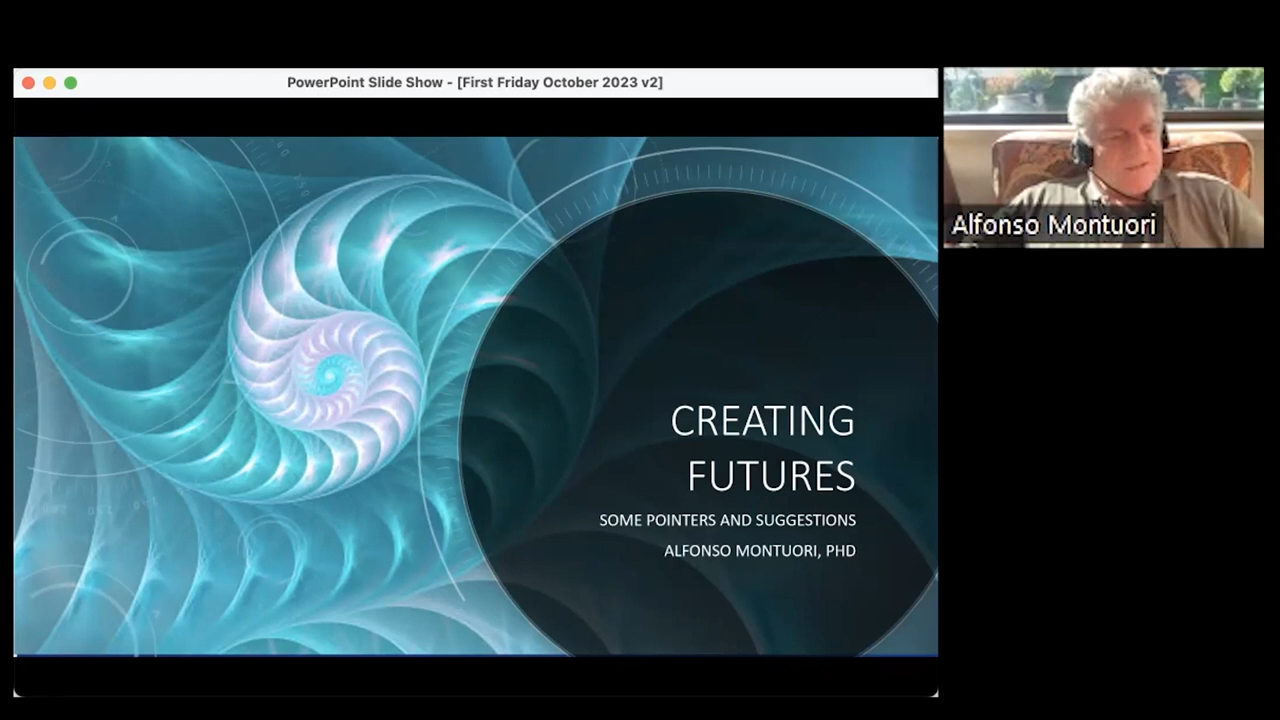 PowerPoint Slide Show - [First Friday October 2023 v2]
Alfonso Montuori
CREATING
FUTURES
SOME POINTERS AND SUGGESTIONS
ALFONSO MONTUORI, PHD